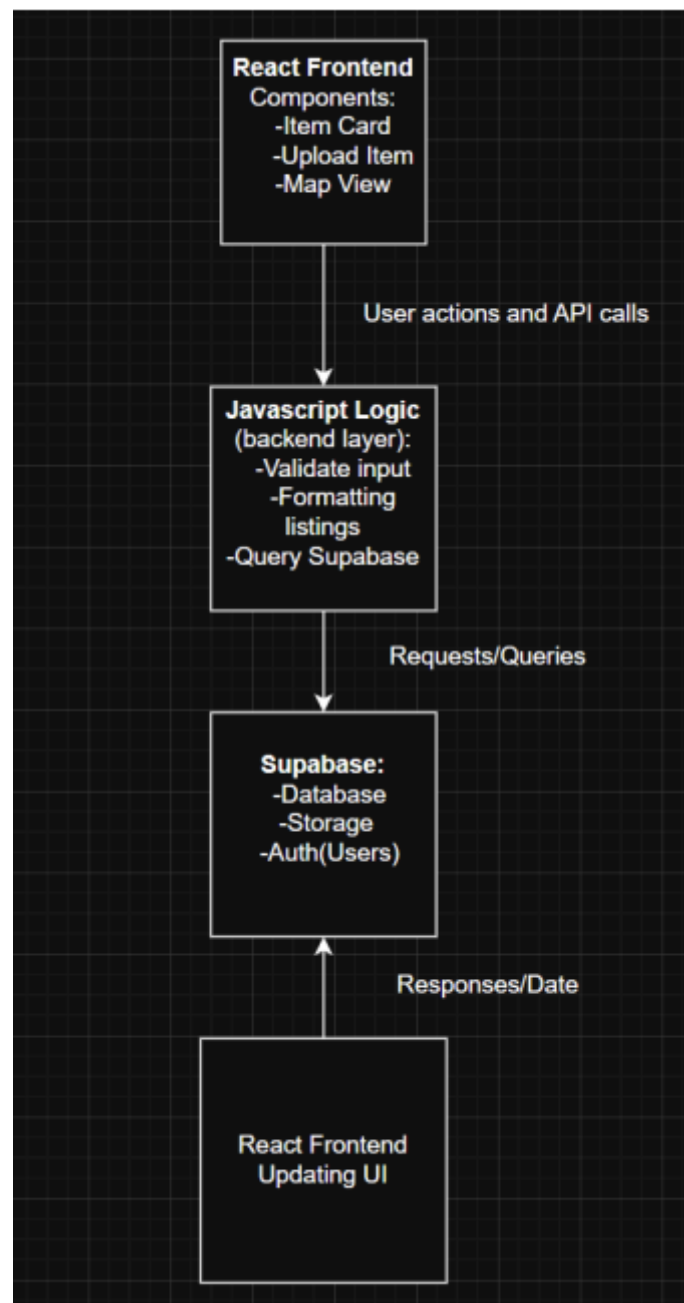 React Frontend
Components:
-Item Card
-Upload Item
-Map View
User actions and API calls
Javascript Logic
(backend layer):
-Validate input
-Formatting
listings
-Query Supabase
Requests/Queries
Supabase:
-Database
-Storage
-Auth(Users)
Responses/Date
React Frontend
Updating UI